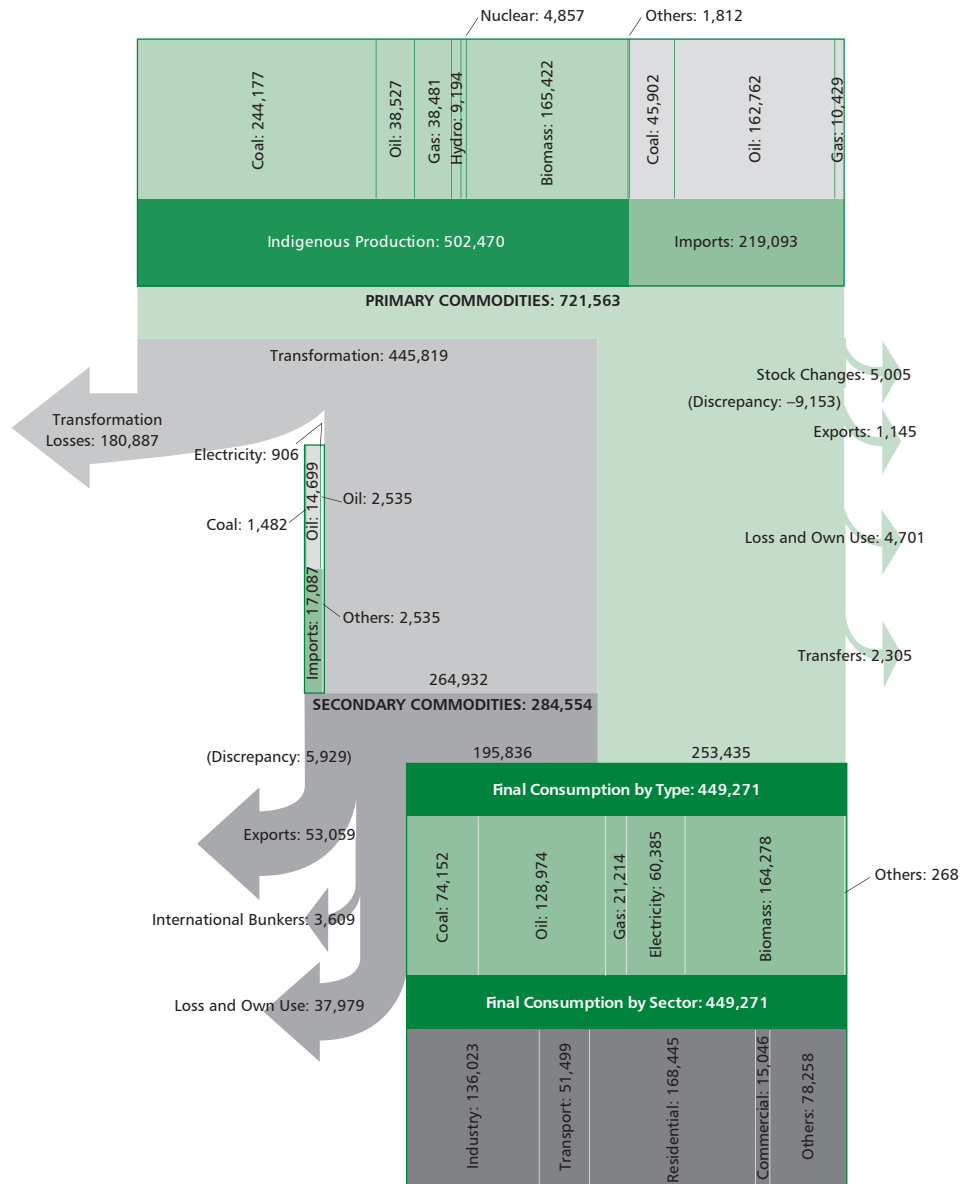 Nuclear: 4,857
Others: 1,812
Coal: 244,177
Oil: 38,527
Gas: 38,481
Hydro: 9,194
Biomass: 165,422
Coal: 45,902
Oil: 162,762
Gas: 10,429
Indigenous Production: 502,470
Imports: 219,093
PRIMARY COMMODITIES: 721,563
Transformation: 445,819
Stock Changes: 5,005
(Discrepancy: –9,153)
Exports: 1,145
Transformation
Losses: 180,887
Electricity: 906
Oil: 14,699
Oil: 2,535
Coal: 1,482
Loss and Own Use: 4,701
Imports: 17,087
Others: 2,535
Transfers: 2,305
264,932
SECONDARY COMMODITIES: 284,554
(Discrepancy: 5,929)
195,836
253,435
Final Consumption by Type: 449,271
Exports: 53,059
Coal: 74,152
Oil: 128,974
Gas: 21,214
Electricity: 60,385
Biomass: 164,278
Others: 268
International Bunkers: 3,609
Loss and Own Use: 37,979
Final Consumption by Sector: 449,271
Industry: 136,023
Transport: 51,499
Residential: 168,445
Commercial: 15,046
Others: 78,258